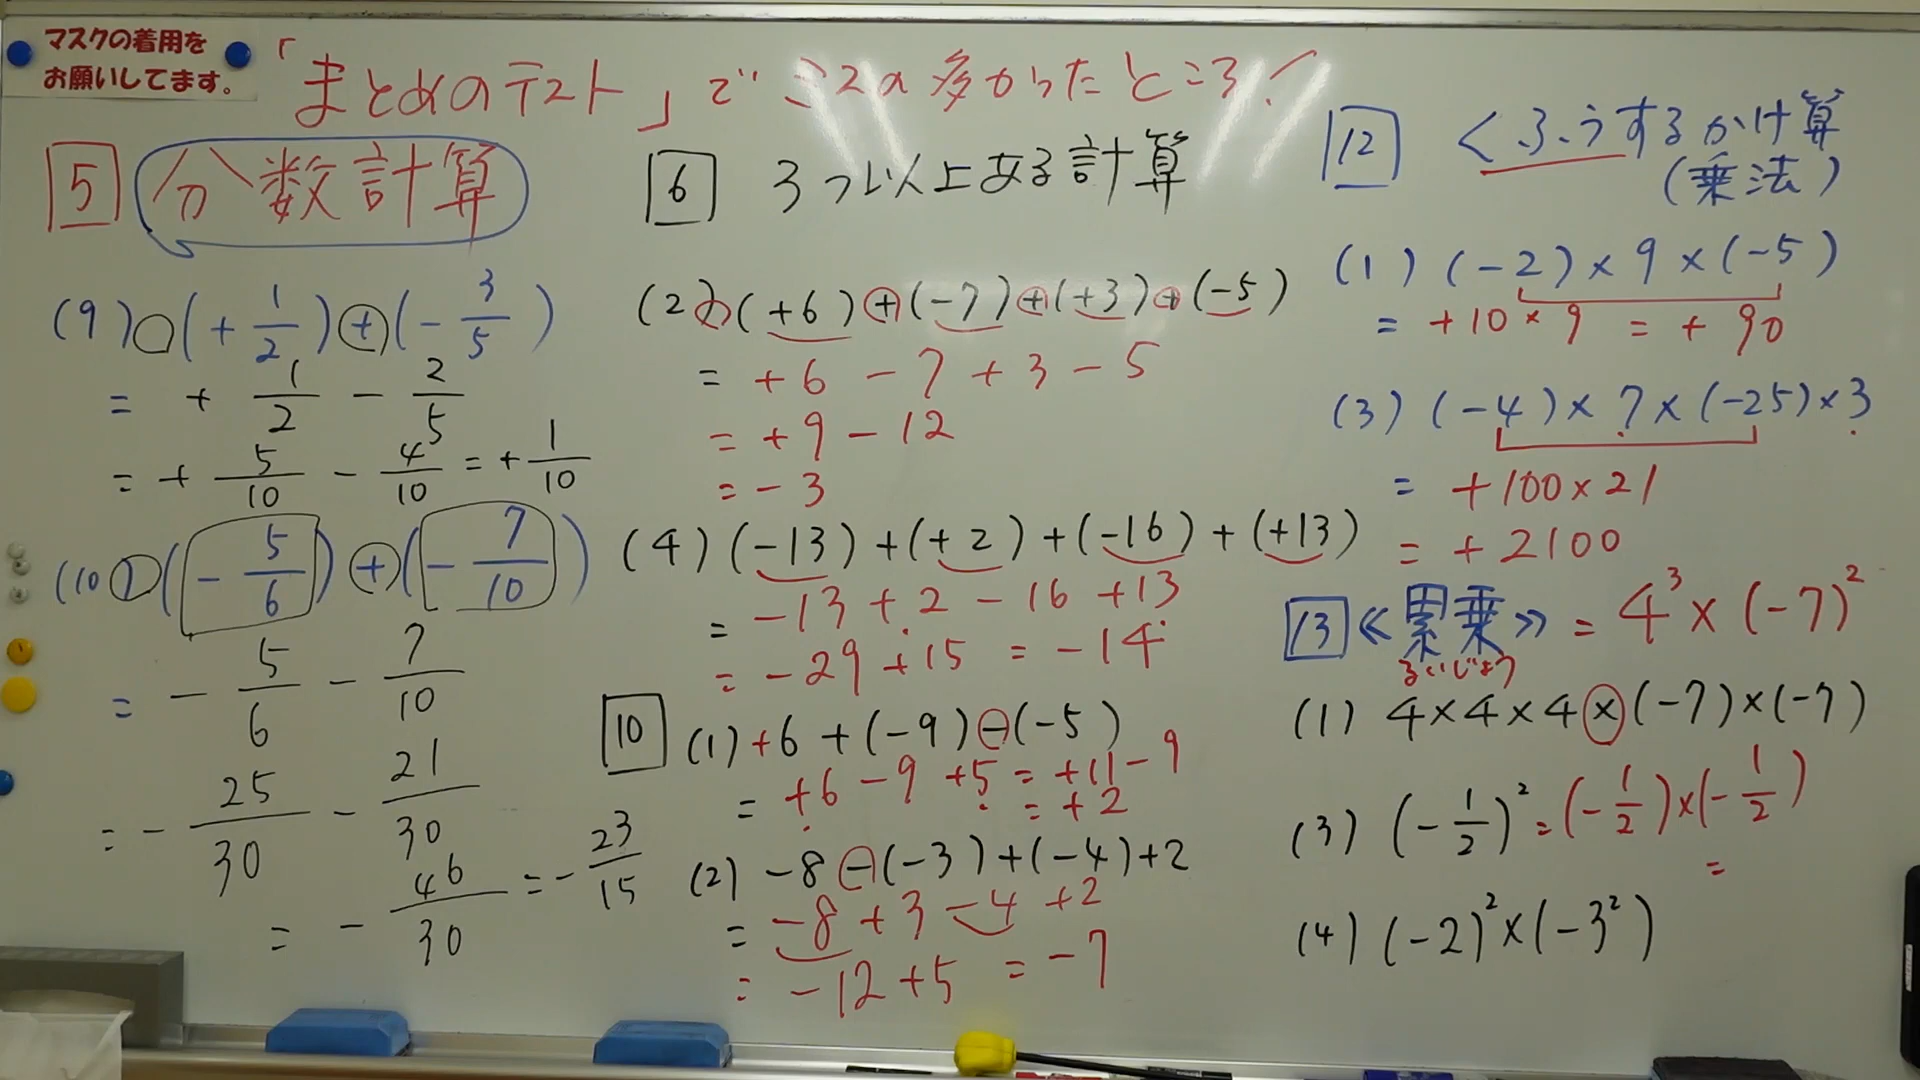 マスクの着用を
お願いしてます。
「まとめのテスト」でミスの多かったところ！
5 分数計算
(9) (+1/2)+(-3/5)
= +1/2 - 2/5
= +5/10 - 4/10 = +1/10
(10) (-5/6)+(-7/10)
= -5/6 - 7/10
= -25/30 - 21/30
= -46/30 = -23/15
6 3つ以上ある計算
(2) (+6)+(-7)+(+3)+(-5)
= +6 -7 +3 -5
= +9 -12
= -3
(4) (-13)+(+2)+(-16)+(+13)
= -13 +2 -16 +13
= -29 +15 = -14
10 (1) +6 +(-9)-(-5)
= +6 -9 +5 = +11 -9
= +2
(2) -8 -(-3)+(-4)+2
= -8 +3 -4 +2
= -12 +5 = -7
12 くふうするかけ算
(乗法)
(1) (-2)×9×(-5)
= +10×9 = +90
(3) (-4)×7×(-25)×3
= +100×21
= +2100
13 《累乗》 = 4³×(-7)²
るいじょう
(1) 4×4×4×(-7)×(-7)
(3) (-1/2)² = (-1/2)×(-1/2)
=
(4) (-2)²×(-3²)